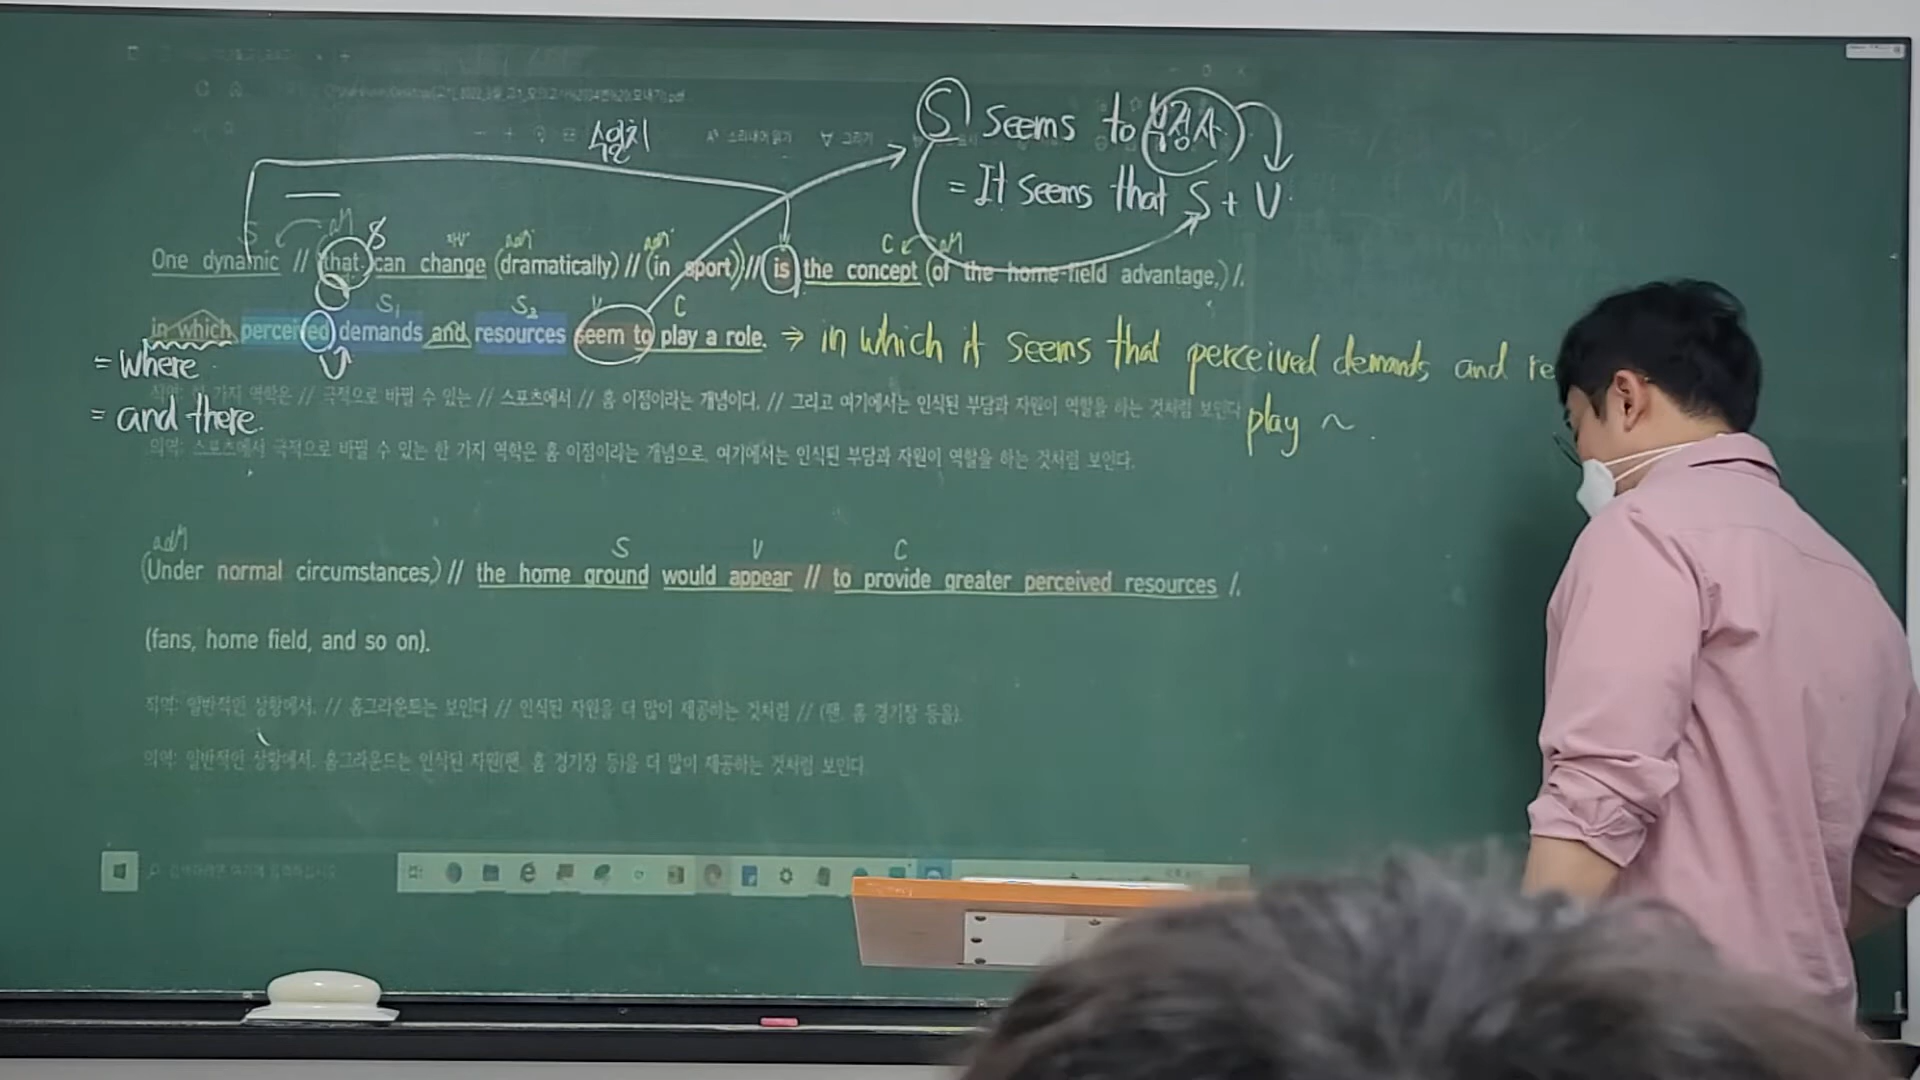 수일치
S seems to 부정사
= It seems that S + V
S adM S 자V adM adM C adM
One dynamic // (that can change (dramatically) // (in sport)) // is the concept (of the home-field advantage,) /.
S₁ S₂ V C
in which perceived demands and resources seem to play a role. → in which it seems that perceived demands and re
= where
= and there.
직역: 한 가지 역학은 // 극적으로 바뀔 수 있는 // 스포츠에서 // 홈 이점이라는 개념이다. // 그리고 여기에서는 인식된 부담과 자원이 역할을 하는 것처럼 보인다 play ~.
의역: 스포츠에서 극적으로 바뀔 수 있는 한 가지 역학은 홈 이점이라는 개념으로, 여기에서는 인식된 부담과 자원이 역할을 하는 것처럼 보인다.
adM S V C
(Under normal circumstances,) // the home ground would appear // to provide greater perceived resources /.
(fans, home field, and so on).
직역: 일반적인 상황에서, // 홈그라운드는 보인다 // 인식된 자원을 더 많이 제공하는 것처럼 // (팬, 홈 경기장 등을).
의역: 일반적인 상황에서, 홈그라운드는 인식된 자원(팬, 홈 경기장 등)을 더 많이 제공하는 것처럼 보인다